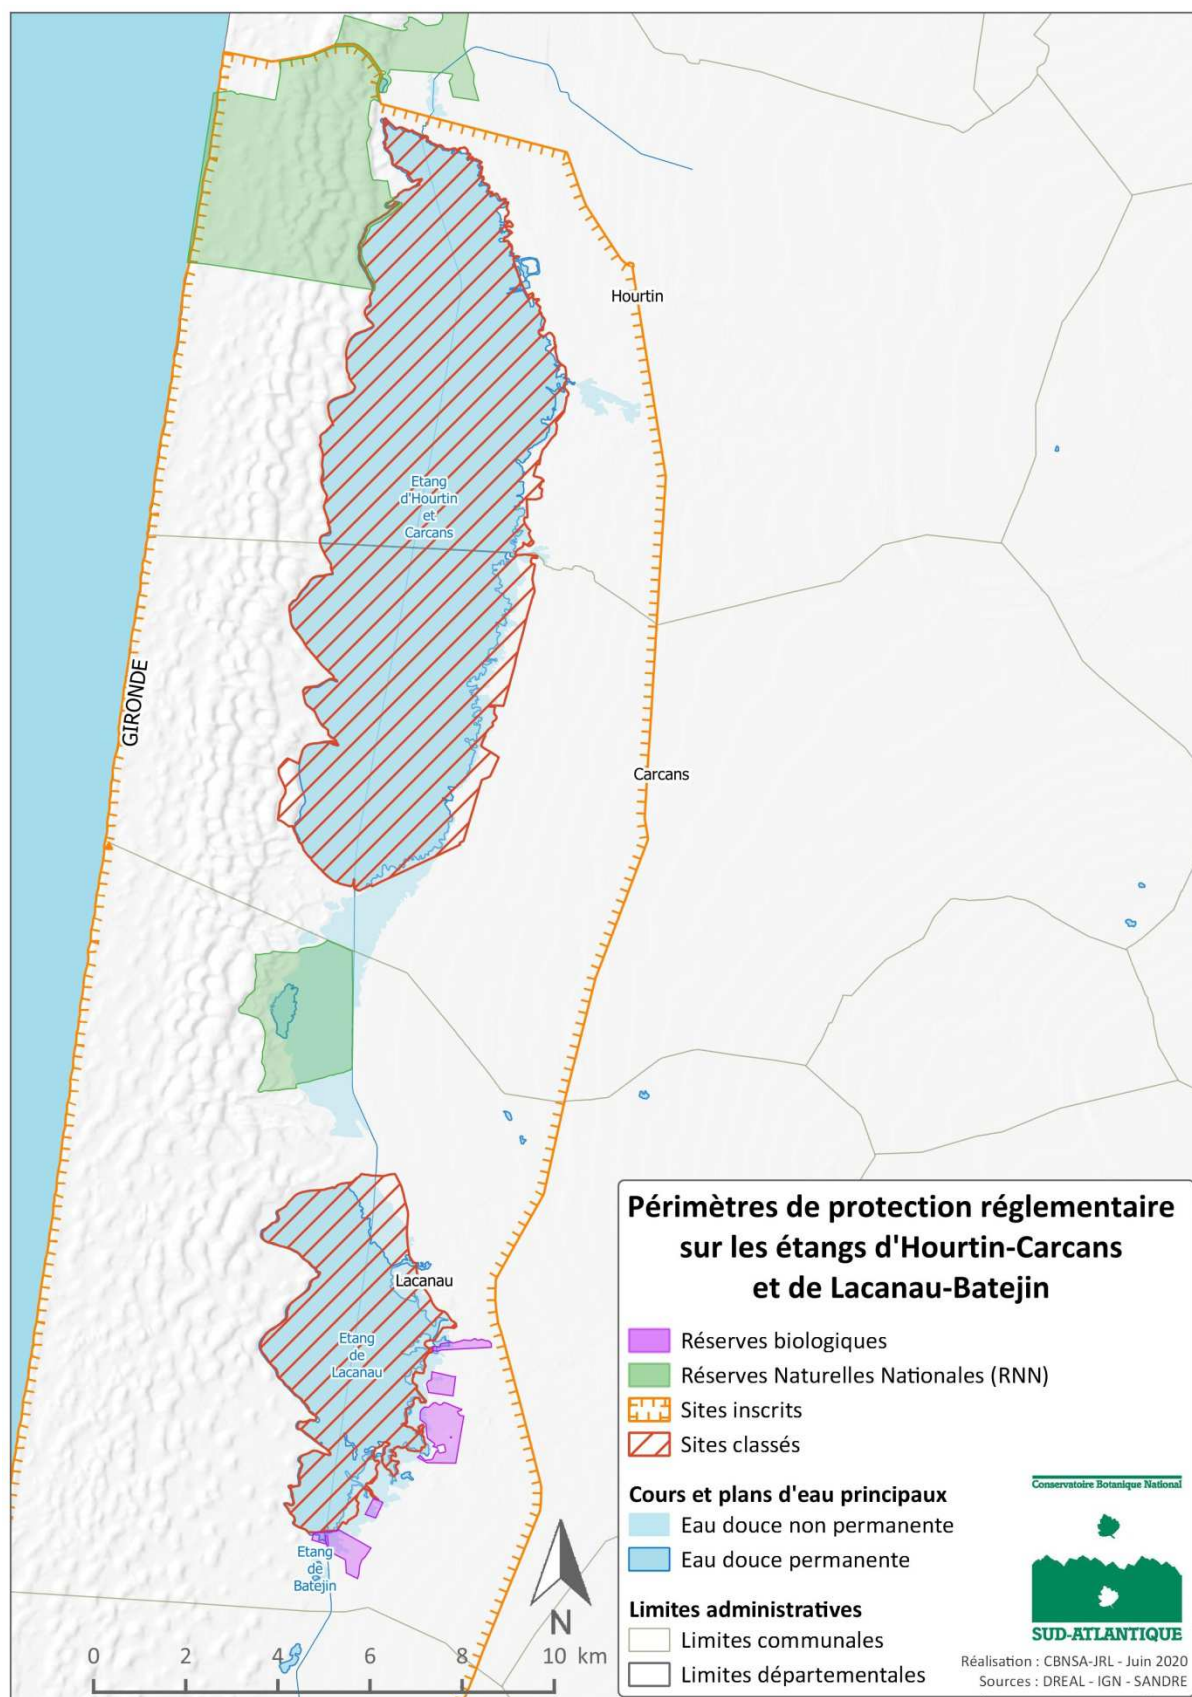 Hourtin
Etang
d'Hourtin
et
Carcans
GIRONDE
Carcans
Lacanau
Etang
de
Lacanau
Etang
de
Batejin
N
0 4 6 8 10 km
Périmètres de protection réglementaire
sur les étangs d'Hourtin-Carcans
et de Lacanau-Batejin
Réserves biologiques
Réserves Naturelles Nationales (RNN)
Sites inscrits
Sites classés
Cours et plans d'eau principaux
Eau douce non permanente
Eau douce permanente
Limites administratives
Limites communales
Limites départementales
Conservatoire Botanique National
SUD-ATLANTIQUE
Réalisation : CBNSA-JRL - Juin 2020
Sources : DREAL - IGN - SANDRE